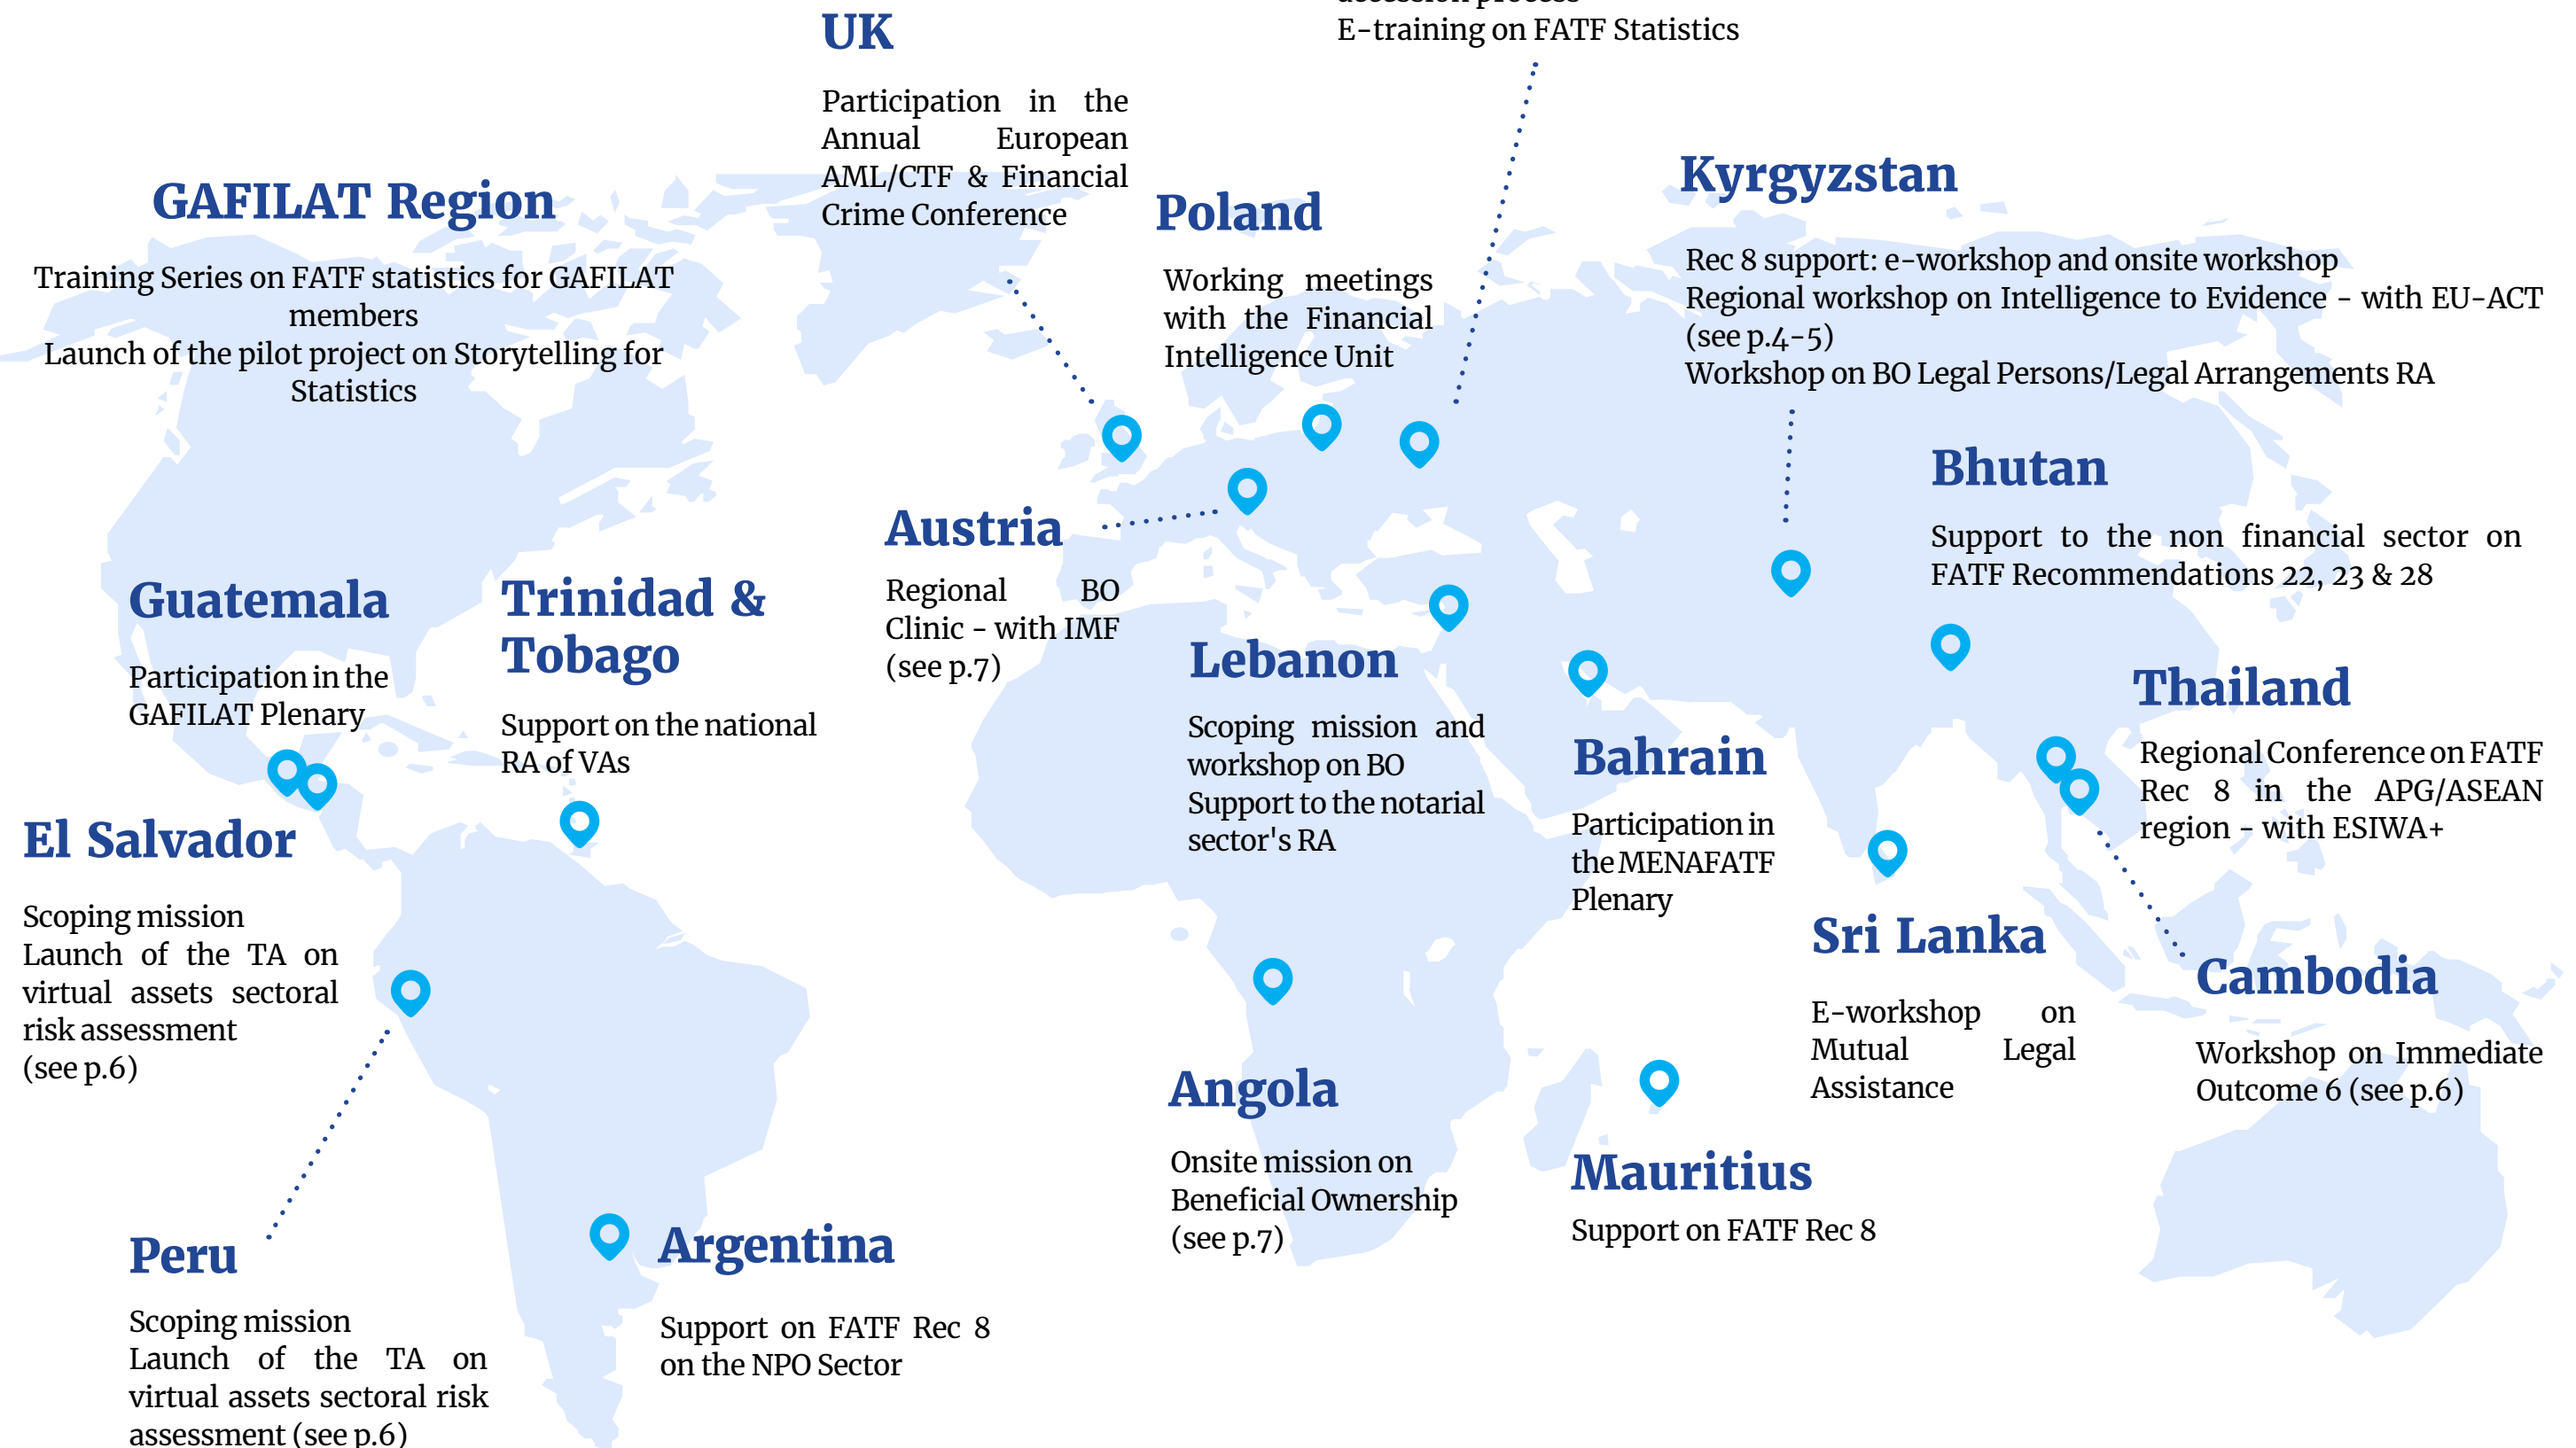 E-training on FATF Statistics
UK
Participation in the
Annual European
AML/CTF & Financial
Crime Conference
GAFILAT Region
Training Series on FATF statistics for GAFILAT
members
Launch of the pilot project on Storytelling for
Statistics
Poland
Working meetings
with the Financial
Intelligence Unit
Kyrgyzstan
Rec 8 support: e-workshop and onsite workshop
Regional workshop on Intelligence to Evidence - with EU-ACT
(see p.4-5)
Workshop on BO Legal Persons/Legal Arrangements RA
Bhutan
Support to the non financial sector on
FATF Recommendations 22, 23 & 28
Austria
Regional BO
Clinic - with IMF
(see p.7)
Guatemala
Participation in the
GAFILAT Plenary
Trinidad &
Tobago
Support on the national
RA of VAs
Lebanon
Scoping mission and
workshop on BO
Support to the notarial
sector's RA
Thailand
Regional Conference on FATF
Rec 8 in the APG/ASEAN
region - with ESIWA+
Bahrain
Participation in
the MENAFATF
Plenary
El Salvador
Scoping mission
Launch of the TA on
virtual assets sectoral
risk assessment
(see p.6)
Sri Lanka
E-workshop on
Mutual Legal
Assistance
Cambodia
Workshop on Immediate
Outcome 6 (see p.6)
Angola
Onsite mission on
Beneficial Ownership
(see p.7)
Mauritius
Support on FATF Rec 8
Peru
Scoping mission
Launch of the TA on
virtual assets sectoral risk
assessment (see p.6)
Argentina
Support on FATF Rec 8
on the NPO Sector